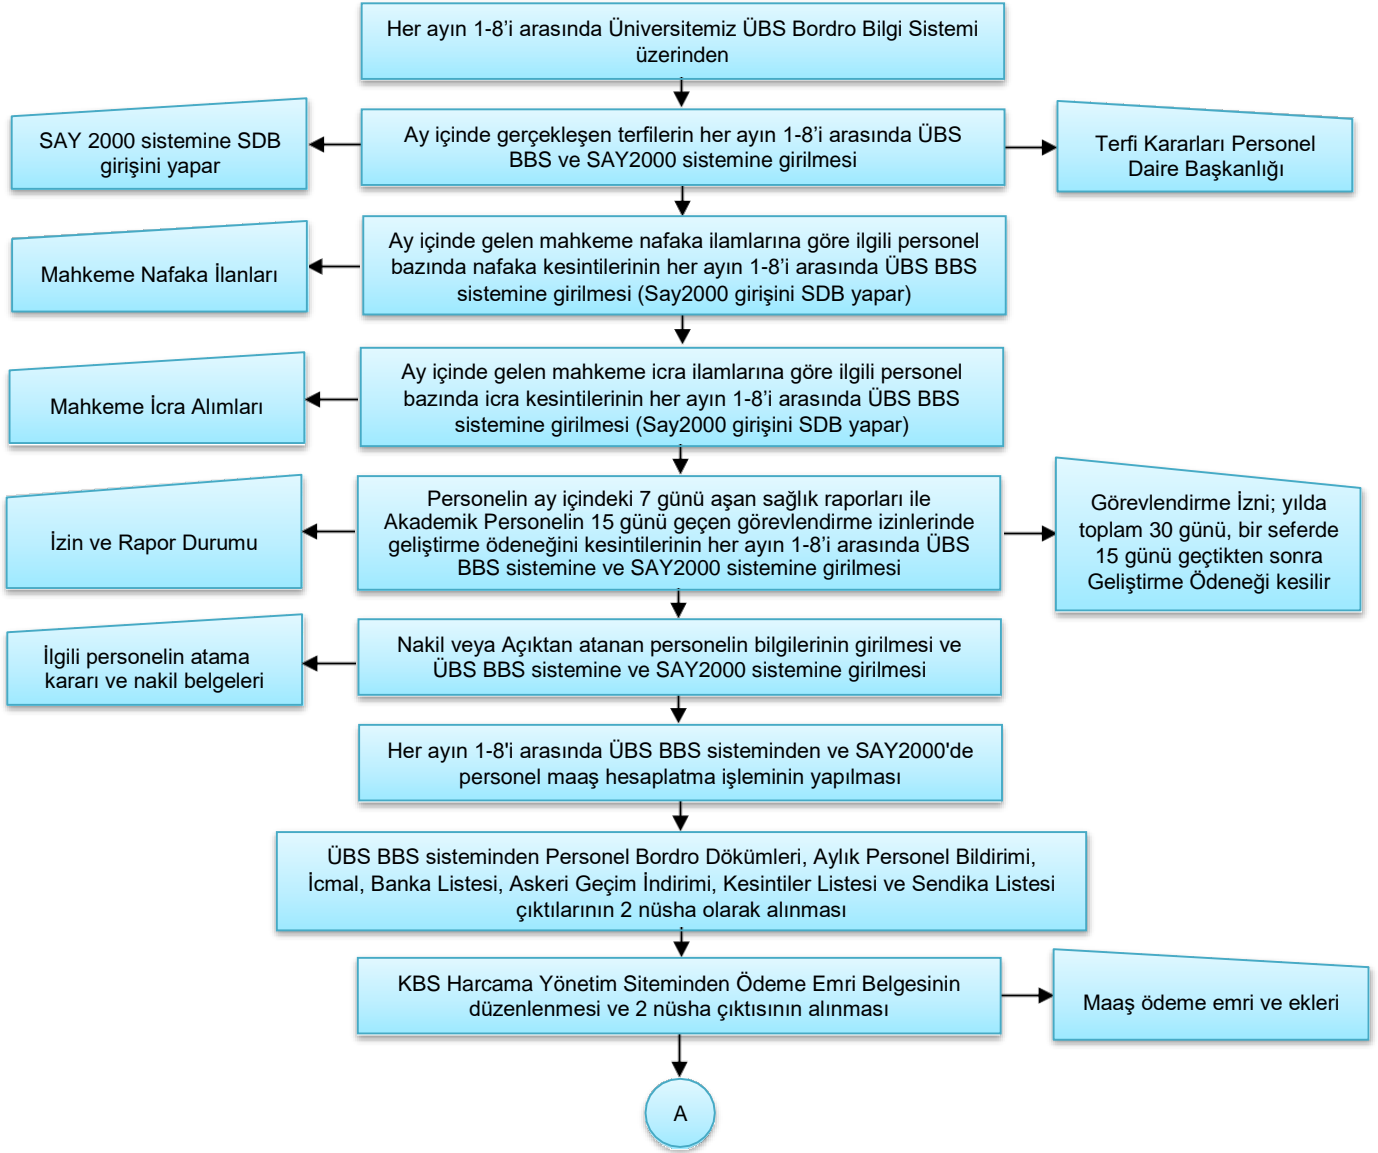 Her ayın 1-8’i arasında Üniversitemiz ÜBS Bordro Bilgi Sistemi
üzerinden
SAY 2000 sistemine SDB
girişini yapar
Ay içinde gerçekleşen terfilerin her ayın 1-8’i arasında ÜBS
BBS ve SAY2000 sistemine girilmesi
Terfi Kararları Personel
Daire Başkanlığı
Mahkeme Nafaka İlanları
Ay içinde gelen mahkeme nafaka ilamlarına göre ilgili personel
bazında nafaka kesintilerinin her ayın 1-8’i arasında ÜBS BBS
sistemine girilmesi (Say2000 girişini SDB yapar)
Mahkeme İcra Alımları
Ay içinde gelen mahkeme icra ilamlarına göre ilgili personel
bazında icra kesintilerinin her ayın 1-8’i arasında ÜBS BBS
sistemine girilmesi (Say2000 girişini SDB yapar)
İzin ve Rapor Durumu
Personelin ay içindeki 7 günü aşan sağlık raporları ile
Akademik Personelin 15 günü geçen görevlendirme izinlerinde
geliştirme ödeneğini kesintilerinin her ayın 1-8’i arasında ÜBS
BBS sistemine ve SAY2000 sistemine girilmesi
Görevlendirme İzni; yılda
toplam 30 günü, bir seferde
15 günü geçtikten sonra
Geliştirme Ödeneği kesilir
İlgili personelin atama
kararı ve nakil belgeleri
Nakil veya Açıktan atanan personelin bilgilerinin girilmesi ve
ÜBS BBS sistemine ve SAY2000 sistemine girilmesi
Her ayın 1-8'i arasında ÜBS BBS sisteminden ve SAY2000'de
personel maaş hesaplatma işleminin yapılması
ÜBS BBS sisteminden Personel Bordro Dökümleri, Aylık Personel Bildirimi,
İcmal, Banka Listesi, Askeri Geçim İndirimi, Kesintiler Listesi ve Sendika Listesi
çıktılarının 2 nüsha olarak alınması
KBS Harcama Yönetim Siteminden Ödeme Emri Belgesinin
düzenlenmesi ve 2 nüsha çıktısının alınması
Maaş ödeme emri ve ekleri
A